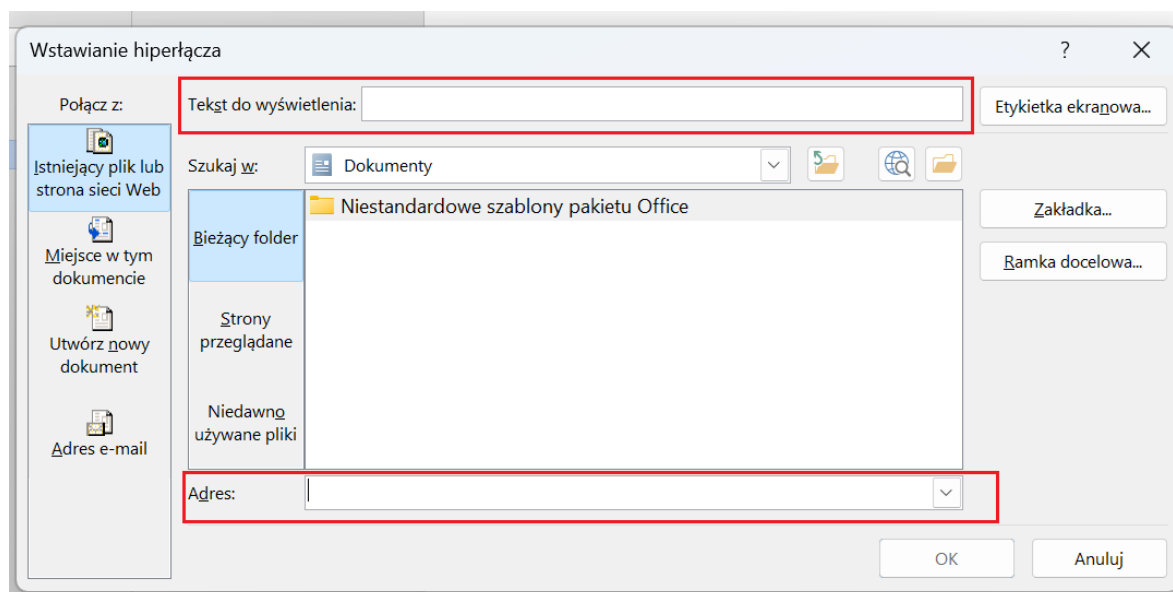 Wstawianie hiperłącza
?
Połącz z:
Tekst do wyświetlenia:
Etykietka ekranowa...
Istniejący plik lub
strona sieci Web
Szukaj w:
Dokumenty
Bieżący folder
Niestandardowe szablony pakietu Office
Zakładka...
Miejsce w tym
dokumencie
Ramka docelowa...
Strony
przeglądane
Utwórz nowy
dokument
Niedawno
używane pliki
Adres e-mail
Adres:
OK
Anuluj